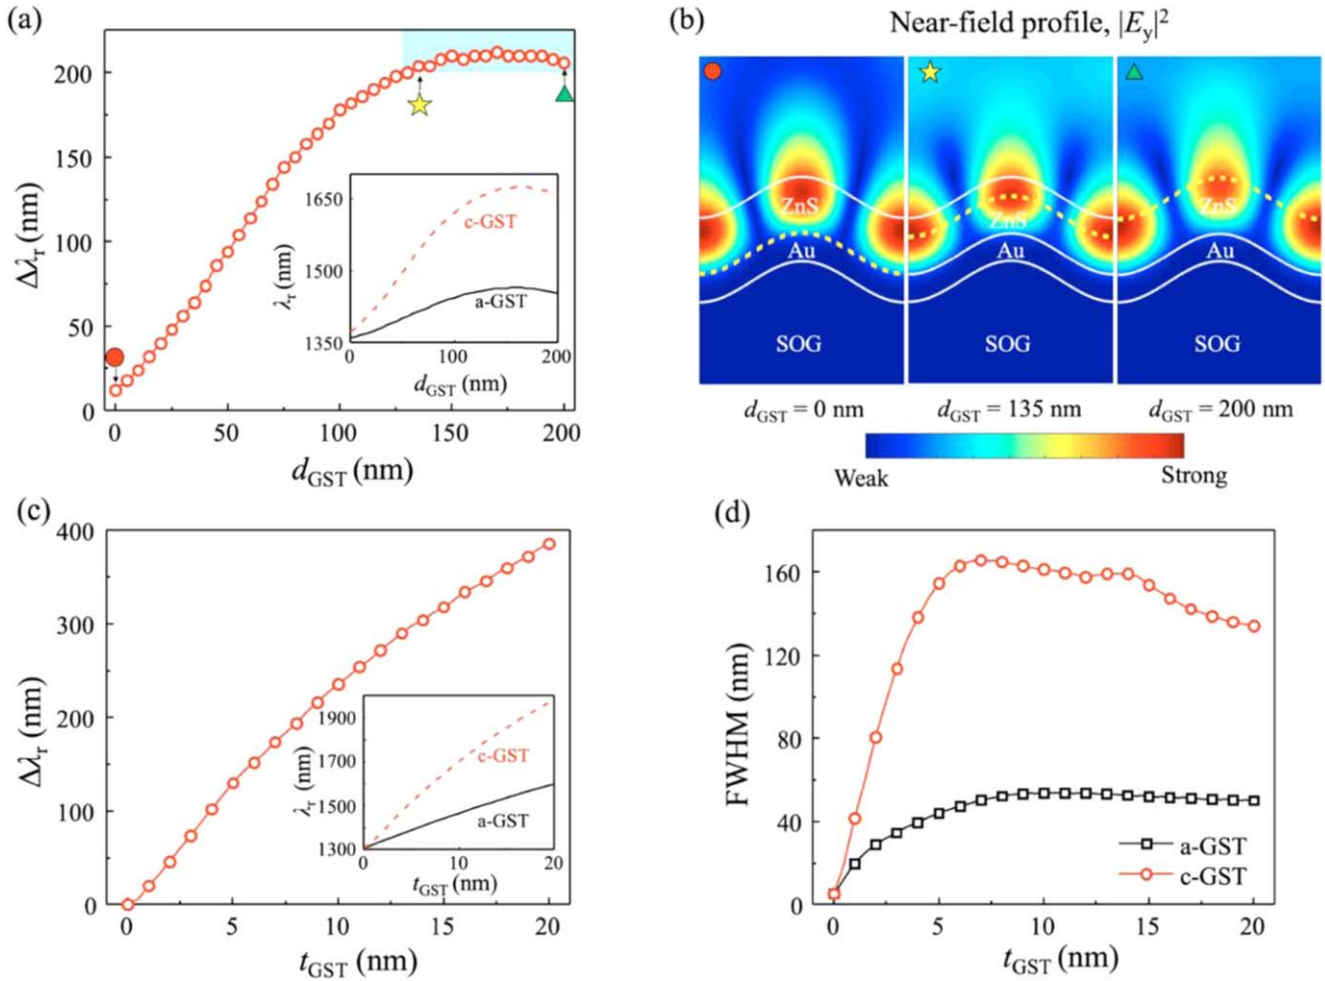 (a)
200
150
100
50
0
Δλr (nm)
0 50 100 150 200
dGST (nm)
1650
1500
1350
λr (nm)
c-GST
a-GST
0 100 200
dGST (nm)
(b) Near-field profile, |Ey|²
ZnS ZnS ZnS
Au Au Au
SOG SOG SOG
dGST = 0 nm dGST = 135 nm dGST = 200 nm
Weak Strong
(c)
400
300
200
100
0
Δλr (nm)
0 5 10 15 20
tGST (nm)
1900
1700
1500
1300
λr (nm)
c-GST
a-GST
0 10 20
tGST (nm)
(d)
160
120
80
40
0
FWHM (nm)
a-GST
c-GST
0 5 10 15 20
tGST (nm)